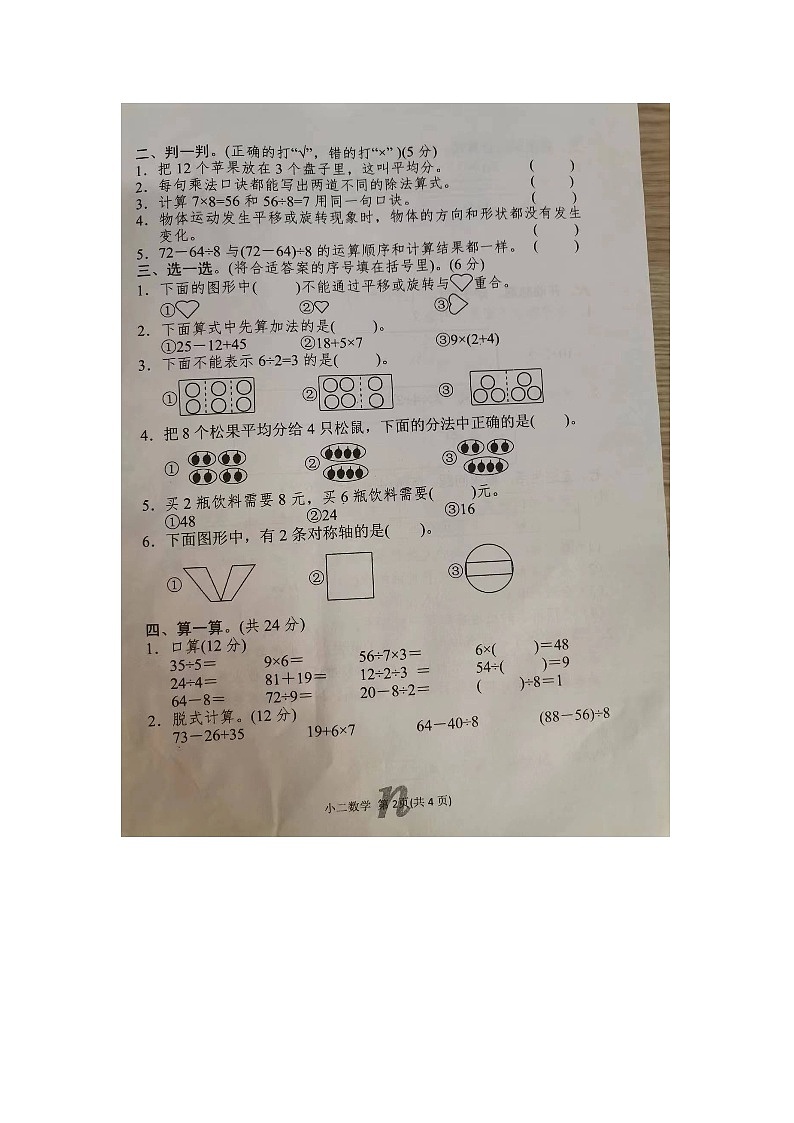 二、判一判。(正确的打“√”，错的打“×” )(5 分)
1．把 12 个苹果放在 3 个盘子里，这叫平均分。 ( )
2．每句乘法口诀都能写出两道不同的除法算式。 ( )
3．计算 7×8=56 和 56÷8=7 用同一句口诀。 ( )
4．物体运动发生平移或旋转现象时，物体的方向和形状都没有发生
变化。 ( )
5．72－64÷8 与(72－64)÷8 的运算顺序和计算结果都一样。 ( )
三、选一选。(将合适答案的序号填在括号里)。(6 分)
1．下面的图形中( )不能通过平移或旋转与 重合。
① ② ③
2．下面算式中先算加法的是( )。
①25－12+45 ②18+5×7 ③9×(2+4)
3．下面不能表示 6÷2=3 的是( )。
① ② ③
4．把 8 个松果平均分给 4 只松鼠，下面的分法中正确的是( )。
① ② ③
5．买 2 瓶饮料需要 8 元，买 6 瓶饮料需要( )元。
①48 ②24 ③16
6．下面图形中，有 2 条对称轴的是( )。
① ② ③
四、算一算。(共 24 分)
1．口算(12 分)
35÷5＝ 9×6＝ 56÷7×3＝ 6×( )=48
24÷4＝ 81＋19＝ 12÷2÷3 ＝ 54÷( )=9
64－8＝ 72÷9＝ 20－8÷2＝ ( )÷8=1
2．脱式计算。(12 分)
73－26+35 19+6×7 64－40÷8 (88－56)÷8
小二数学 第 2页(共 4 页)
n